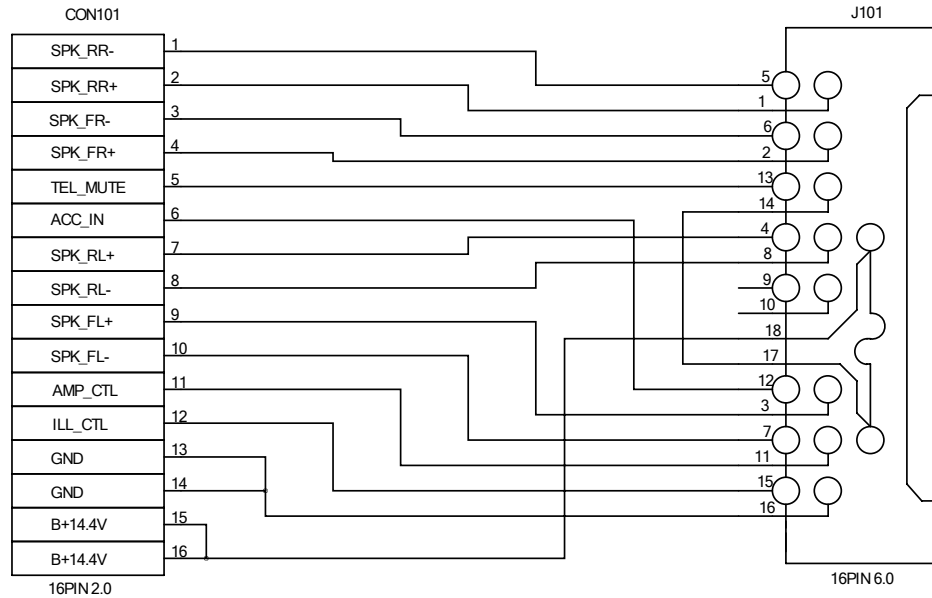 CON101
J101
SPK_RR-
1
SPK_RR+
2
SPK_FR-
3
SPK_FR+
4
TEL_MUTE
5
ACC_IN
6
SPK_RL+
7
SPK_RL-
8
SPK_FL+
9
SPK_FL-
10
AMP_CTL
11
ILL_CTL
12
GND
13
GND
14
B+14.4V
15
B+14.4V
16
16PIN 2.0
5
1
6
2
13
14
4
8
9
10
18
17
12
3
7
11
15
16
16PIN 6.0